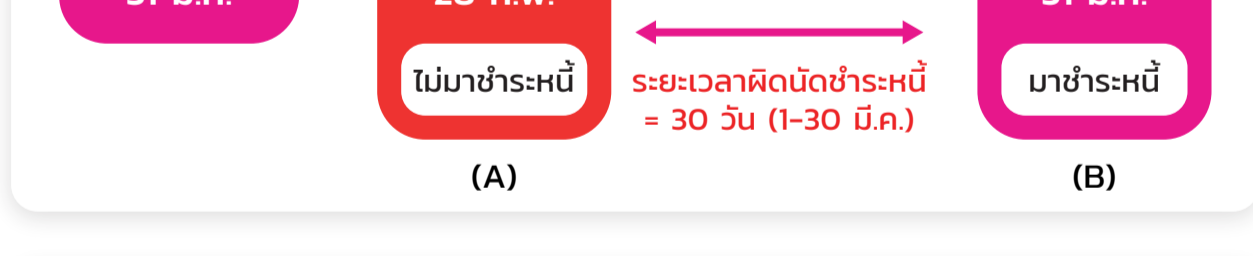 ไม่มาชำระหนี้
ระยะเวลาผิดนัดชำระหนี้
= 30 วัน (1-30 มี.ค.)
มาชำระหนี้
(A)
(B)